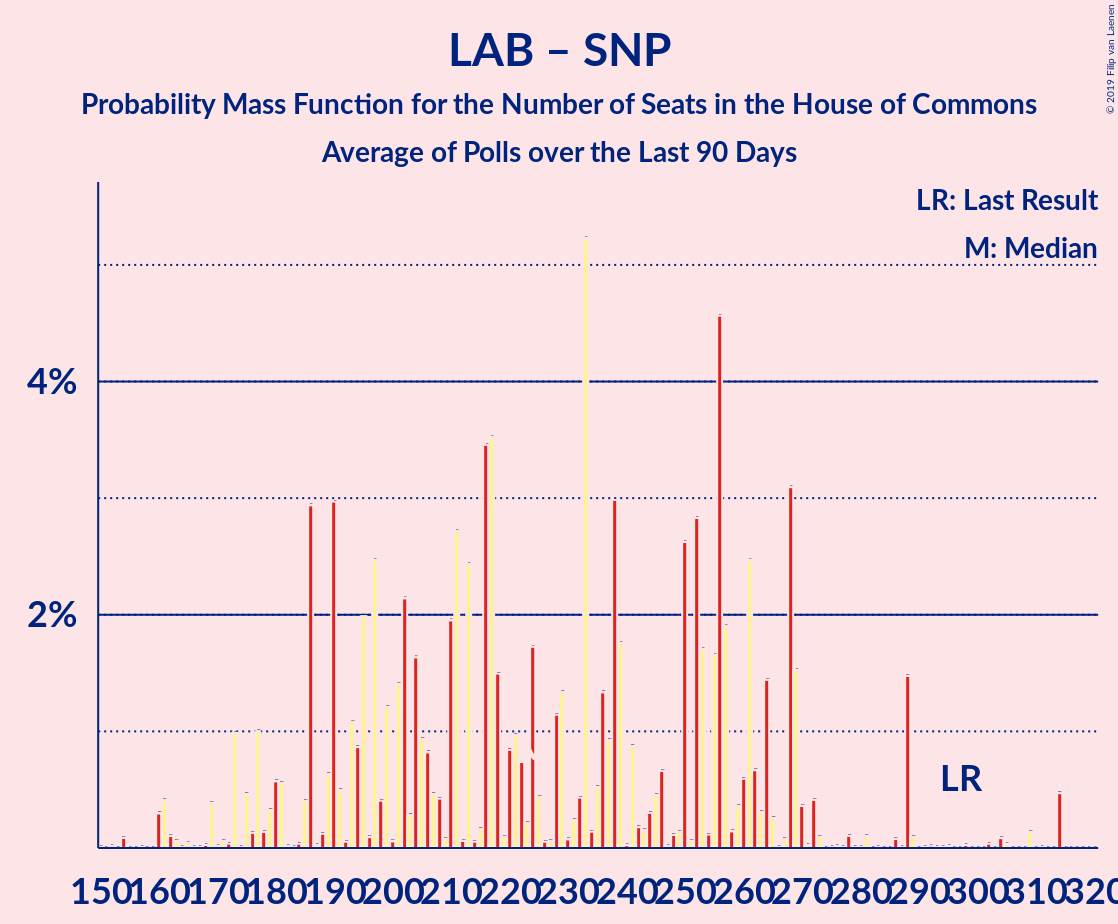 LAB – SNP
Probability Mass Function for the Number of Seats in the House of Commons
Average of Polls over the Last 90 Days
© 2019 Filip van Laenen
LR: Last Result
M: Median
4%
2%
LR
150 160 170 180 190 200 210 220 230 240 250 260 270 280 290 300 310 320